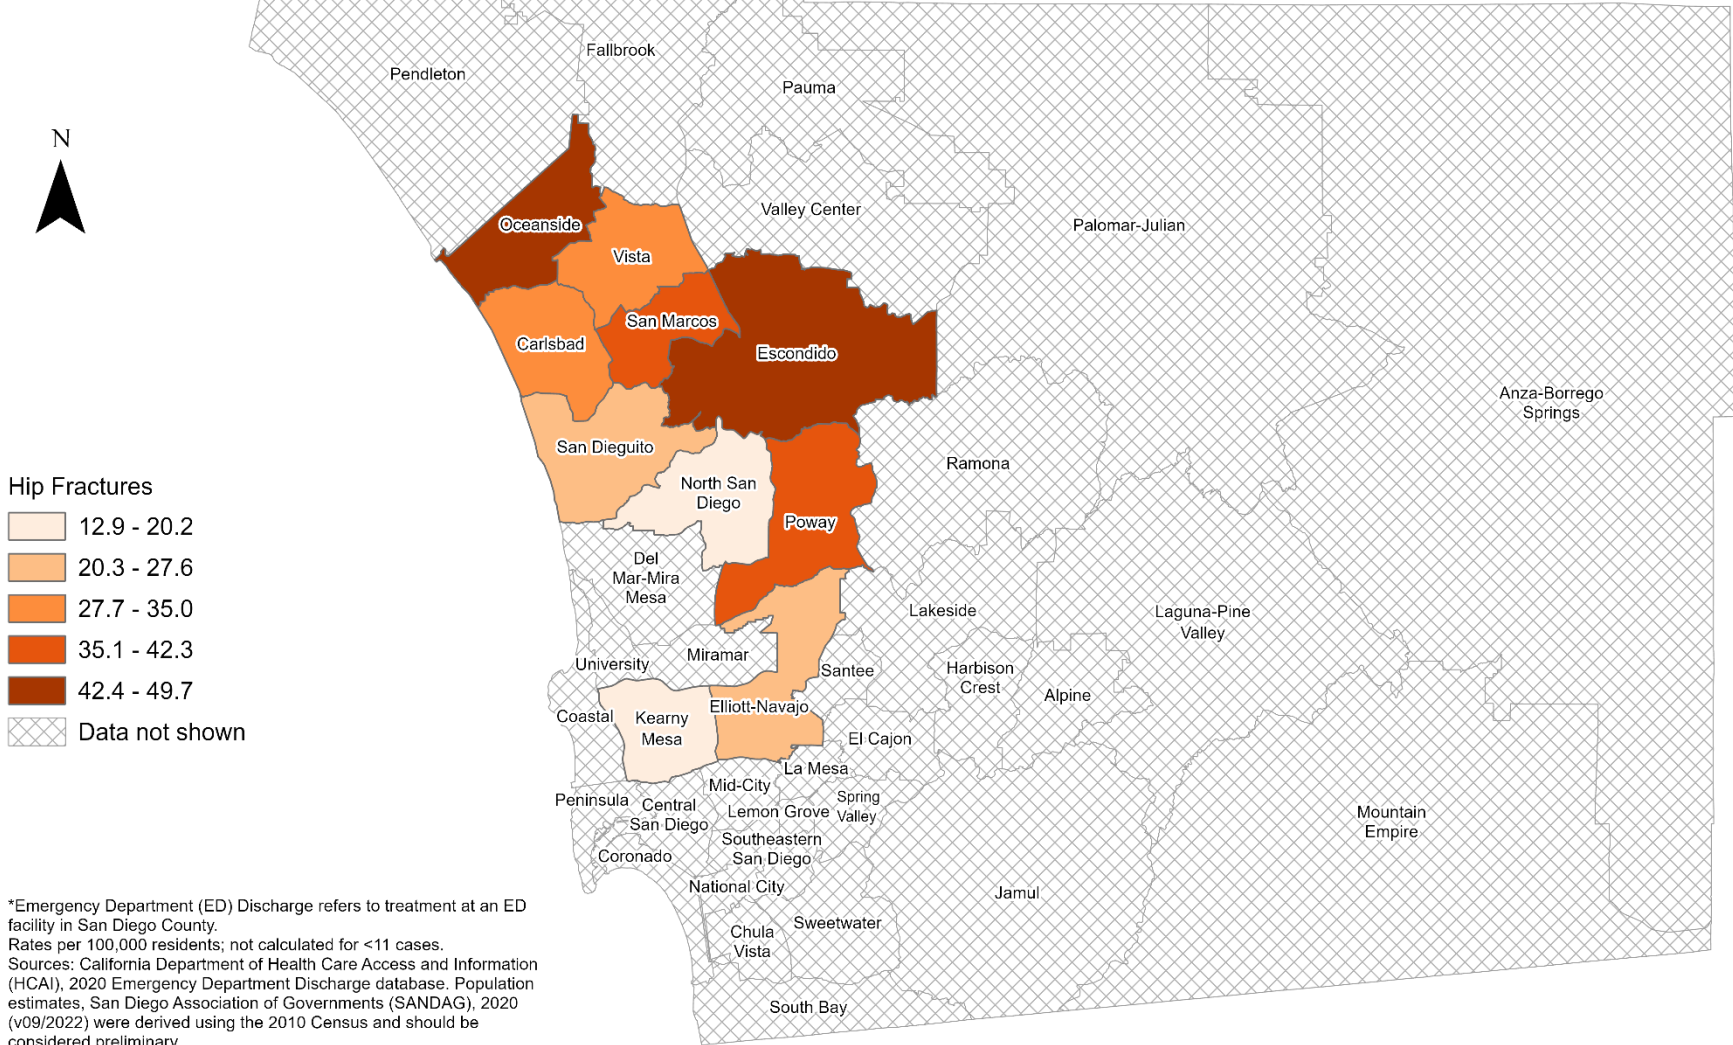 Fallbrook
Pendleton
Pauma
N
Valley Center
Oceanside
Palomar-Julian
Vista
San Marcos
Carlsbad
Escondido
Anza-Borrego
Springs
San Dieguito
Ramona
North San
Diego
Poway
Hip Fractures
12.9 - 20.2
20.3 - 27.6
27.7 - 35.0
35.1 - 42.3
42.4 - 49.7
Data not shown
Del
Mar-Mira
Mesa
Lakeside
Laguna-Pine
Valley
Miramar
University
Santee
Harbison
Crest
Alpine
Elliott-Navajo
Coastal
Kearny
Mesa
El Cajon
La Mesa
Mid-City
Peninsula
Central
San Diego
Lemon Grove
Spring
Valley
Mountain
Empire
Southeastern
San Diego
Coronado
National City
Jamul
Sweetwater
Chula
Vista
South Bay
*Emergency Department (ED) Discharge refers to treatment at an ED
facility in San Diego County.
Rates per 100,000 residents; not calculated for <11 cases.
Sources: California Department of Health Care Access and Information
(HCAI), 2020 Emergency Department Discharge database. Population
estimates, San Diego Association of Governments (SANDAG), 2020
(v09/2022) were derived using the 2010 Census and should be
considered preliminary.